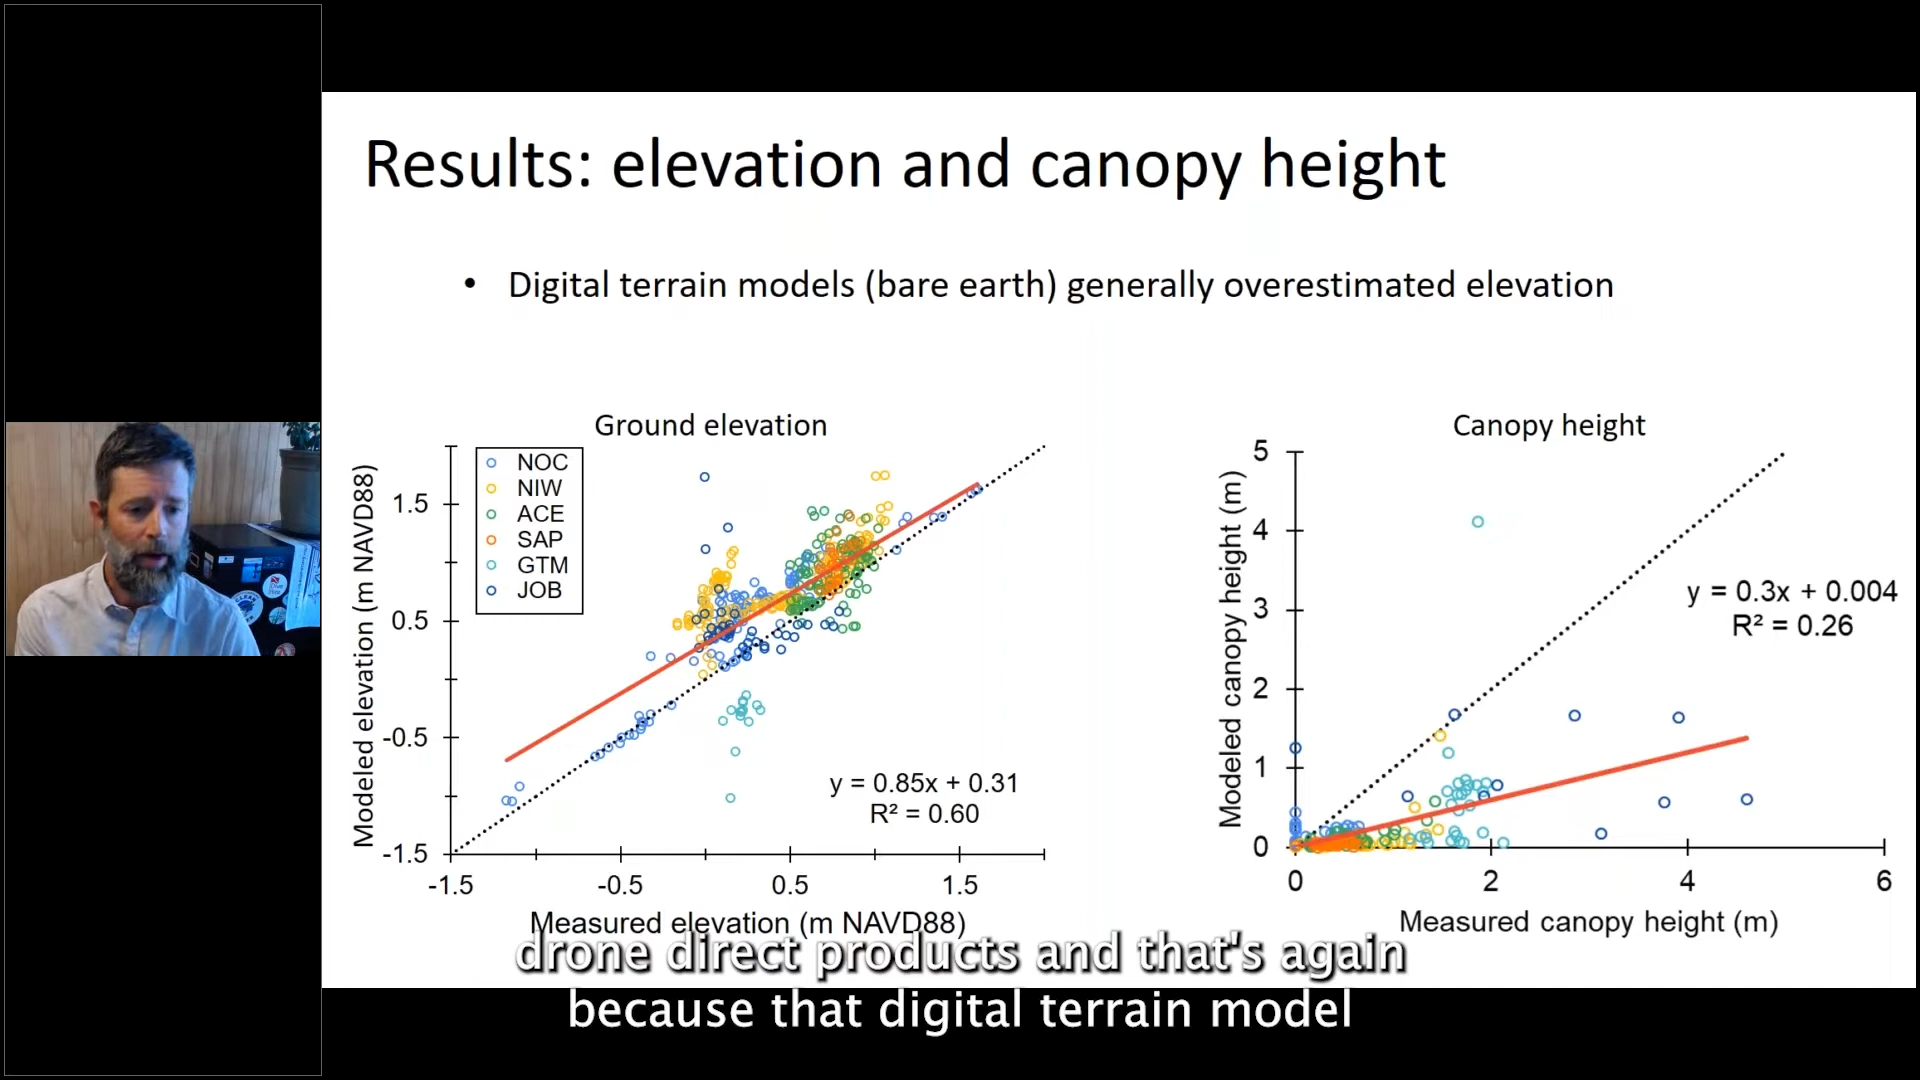 Results: elevation and canopy height
• Digital terrain models (bare earth) generally overestimated elevation
Ground elevation
NOC
NIW
ACE
SAP
GTM
JOB
1.5
0.5
-0.5
-1.5
Modeled elevation (m NAVD88)
y = 0.85x + 0.31
R² = 0.60
-1.5
-0.5
0.5
1.5
Measured elevation (m NAVD88)
Canopy height
5
4
3
2
1
0
Modeled canopy height (m)
y = 0.3x + 0.004
R² = 0.26
0
2
4
6
Measured canopy height (m)
drone direct products and that's again
because that digital terrain model